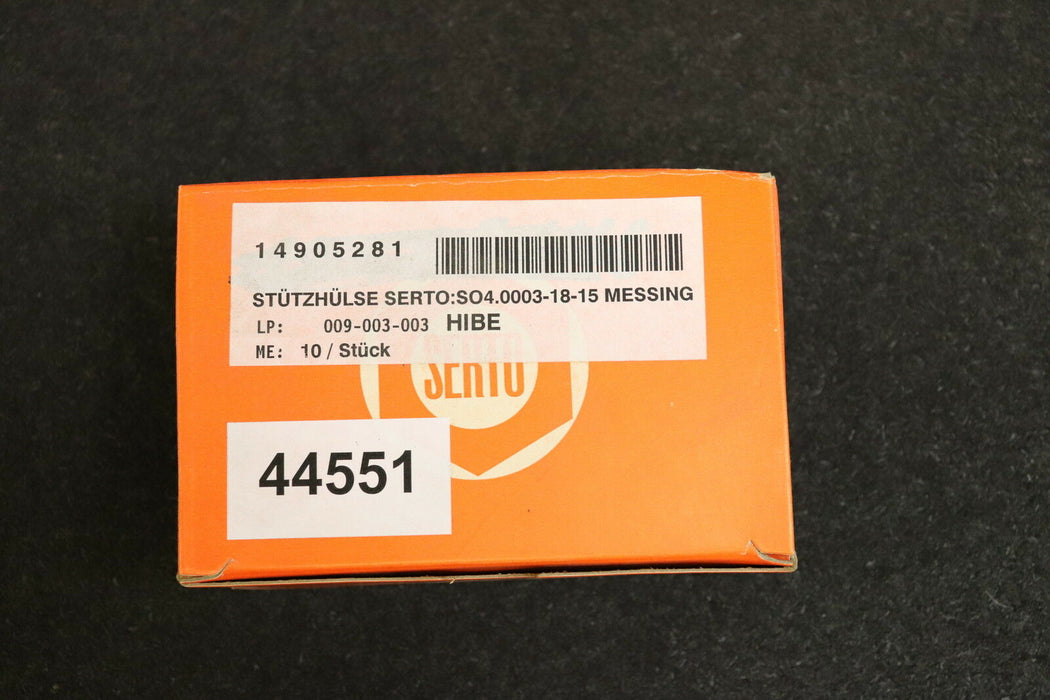 14905281
STÜTZHÜLSE SERTO:SO4.0003-18-15 MESSING
LP: 009-003-003 HIBE
ME: 10 / Stück
SERTO
44551